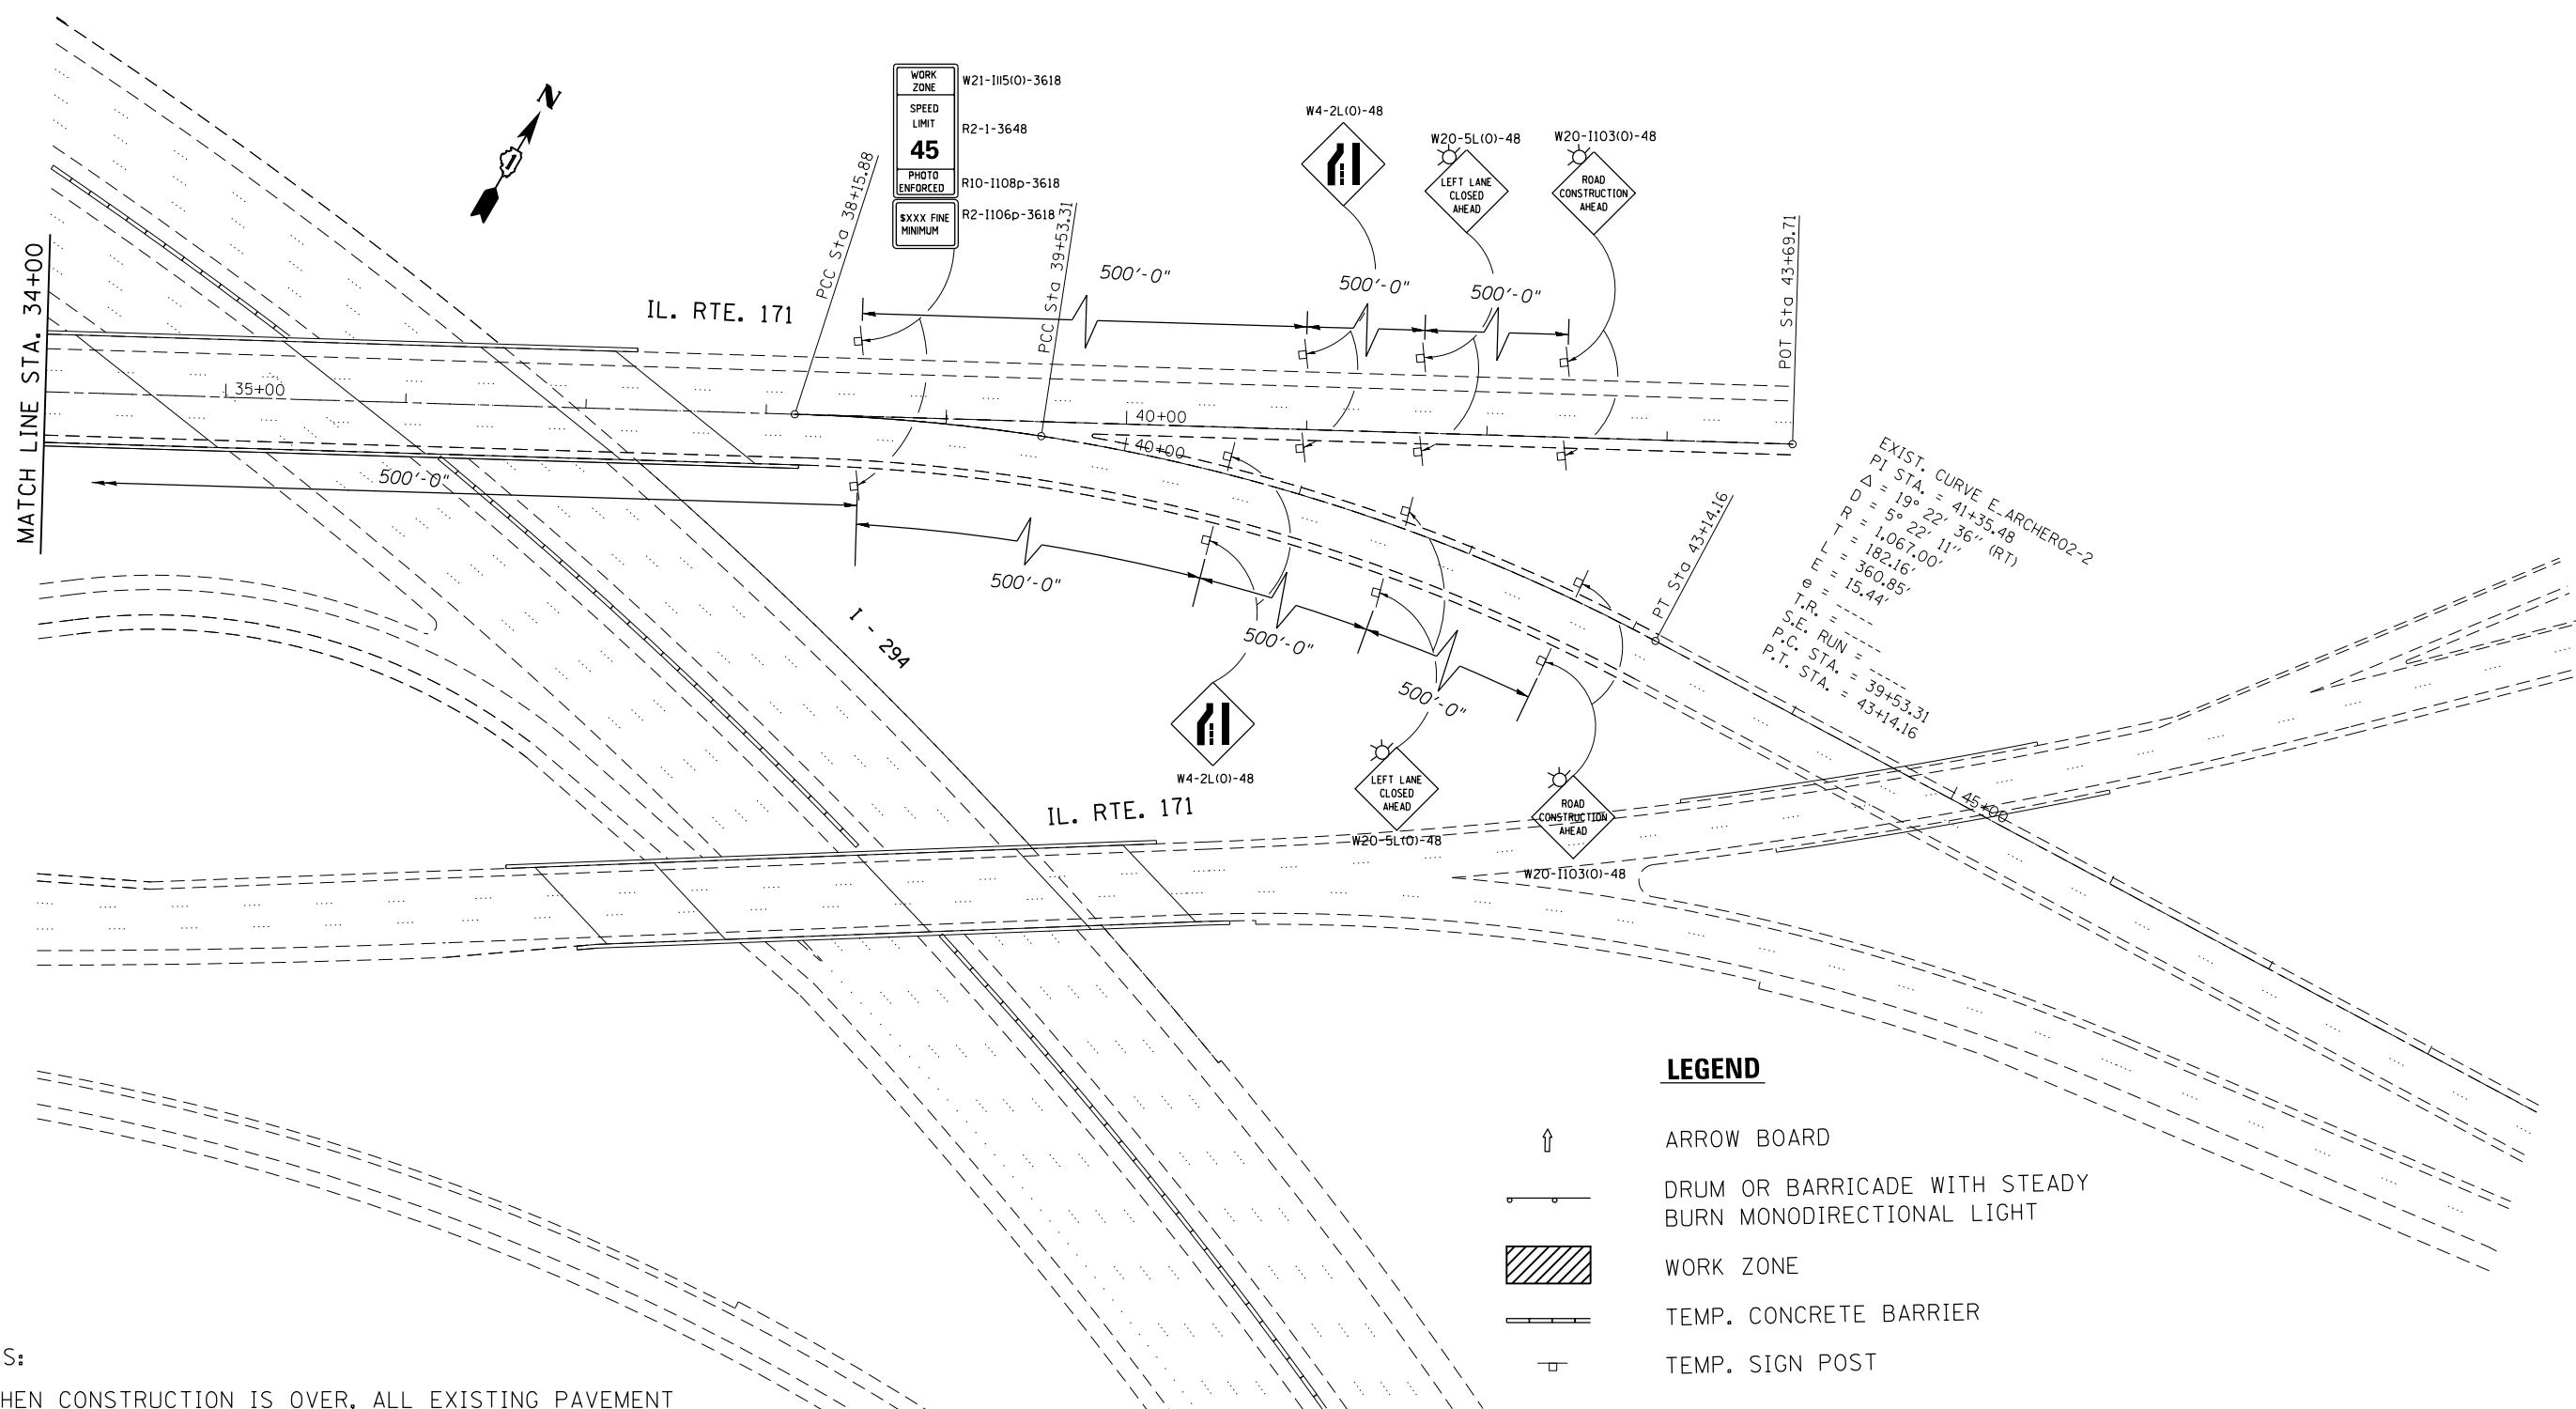 N
WORK
ZONE
SPEED
LIMIT
45
PHOTO
ENFORCED
$XXX FINE
MINIMUM
W21-I115(O)-3618
R2-1-3648
R10-I108p-3618
R2-I106p-3618
W4-2L(O)-48
W20-5L(O)-48
LEFT LANE
CLOSED
AHEAD
W20-I103(O)-48
ROAD
CONSTRUCTION
AHEAD
PCC Sta 38+15.88
PCC Sta 39+53.31
POT Sta 43+69.71
MATCH LINE STA. 34+00
IL. RTE. 171
500'-0"
500'-0"
500'-0"
35+00
40+00
40+00
500'-0"
500'-0"
500'-0"
500'-0"
I - 294
PT Sta 43+14.16
EXIST. CURVE E_ARCHER02-2
PI STA. = 41+35.48
Δ = 19° 22' 36" (RT)
D = 5° 22' 11"
R = 1,067.00'
T = 182.16'
L = 360.85'
E = 15.44'
e = -----
T.R. = -----
S.E. RUN = -----
P.C. STA. = 39+53.31
P.T. STA. = 43+14.16
W4-2L(O)-48
LEFT LANE
CLOSED
AHEAD
W20-5L(O)-48
ROAD
CONSTRUCTION
AHEAD
W20-I103(O)-48
IL. RTE. 171
45+00
LEGEND
ARROW BOARD
DRUM OR BARRICADE WITH STEADY
BURN MONODIRECTIONAL LIGHT
WORK ZONE
TEMP. CONCRETE BARRIER
TEMP. SIGN POST
S:
HEN CONSTRUCTION IS OVER, ALL EXISTING PAVEMENT